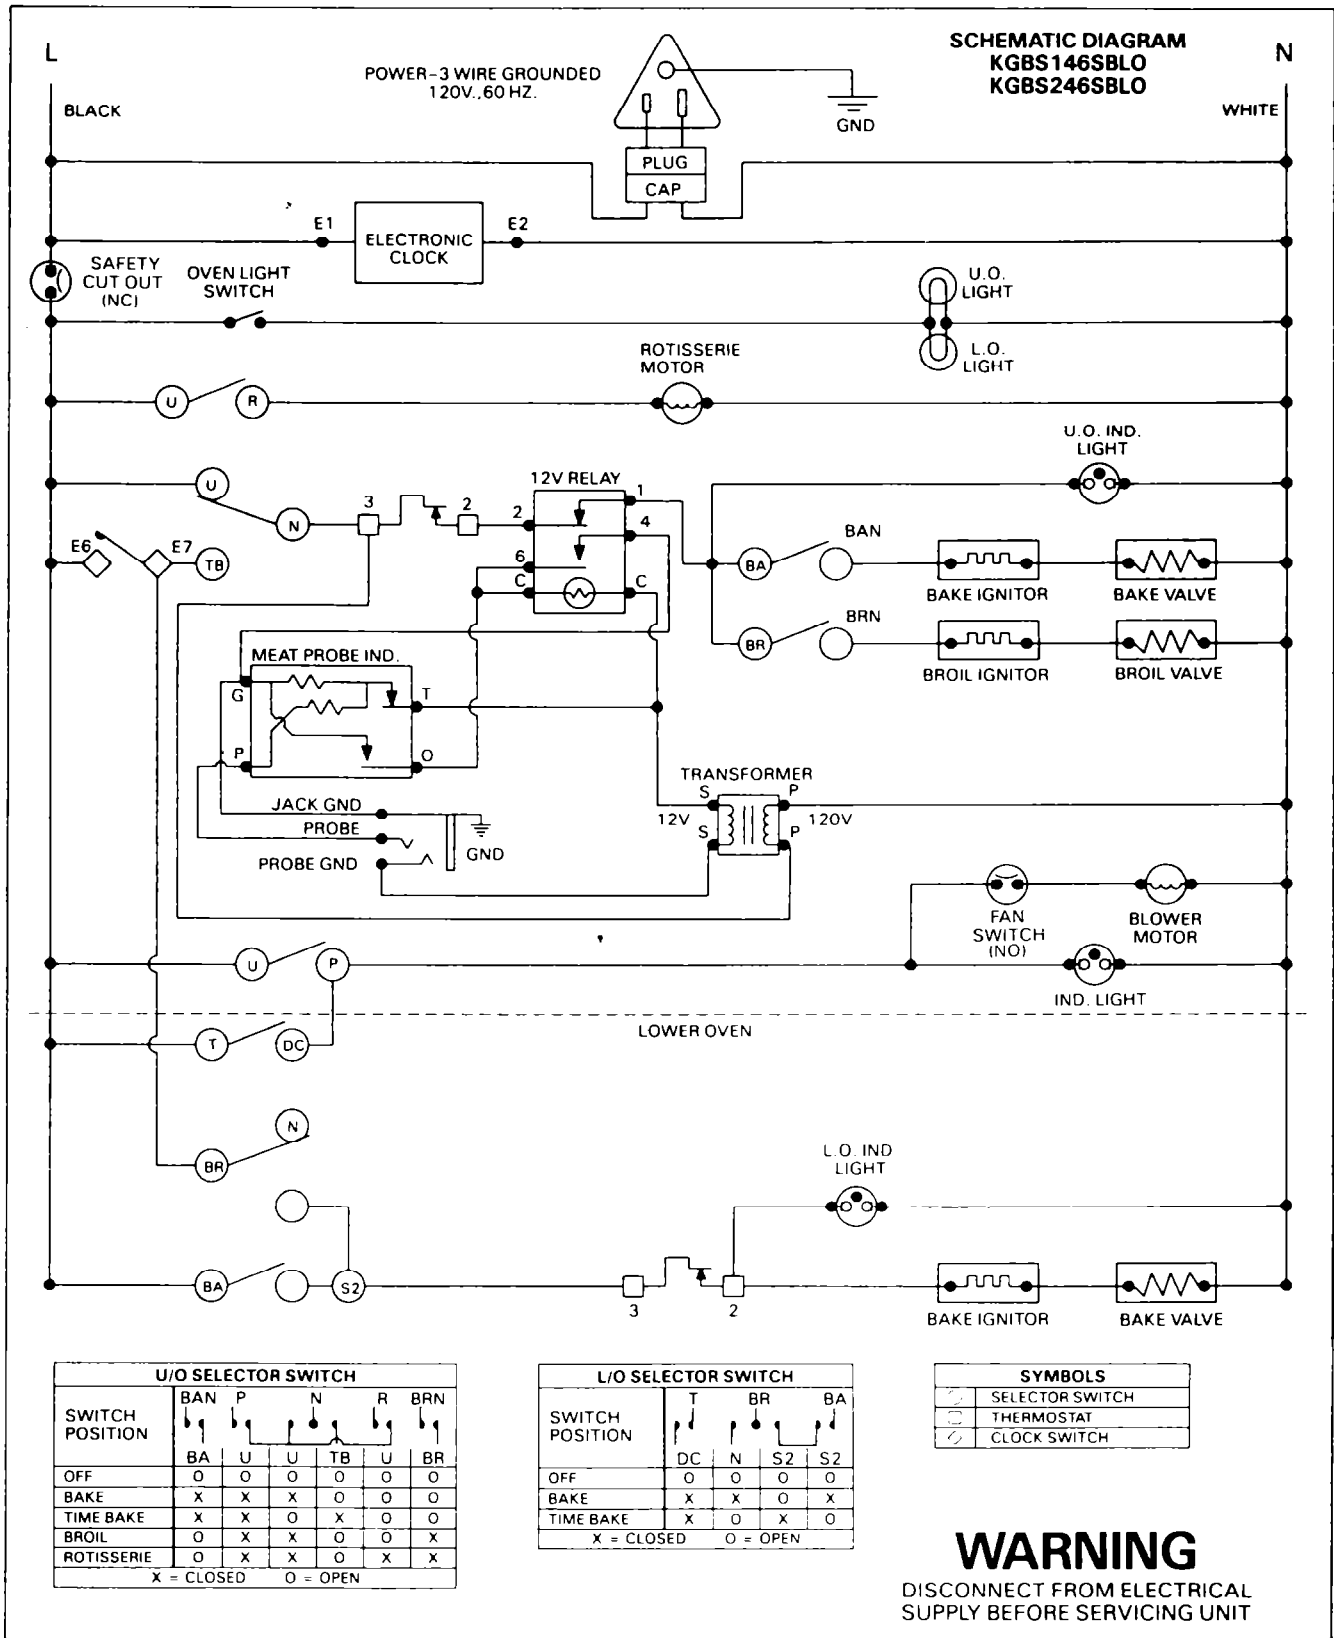 L
POWER-3 WIRE GROUNDED
120V.,60 HZ.
SCHEMATIC DIAGRAM
KGBS146SBLO
KGBS246SBLO
N
BLACK
GND
WHITE
PLUG
CAP
E1
ELECTRONIC
CLOCK
E2
SAFETY
CUT OUT
(NC)
OVEN LIGHT
SWITCH
U.O.
LIGHT
L.O.
LIGHT
ROTISSERIE
MOTOR
U
R
U.O. IND.
LIGHT
U
N
3
2
12V RELAY
2
1
4
6
C
C
E6
E7
TB
BA
BAN
BAKE IGNITOR
BAKE VALVE
BR
BRN
BROIL IGNITOR
BROIL VALVE
MEAT PROBE IND.
G
T
P
O
TRANSFORMER
S
P
12V
120V
S
P
JACK GND
PROBE
PROBE GND
GND
FAN
SWITCH
(NO)
BLOWER
MOTOR
U
P
IND. LIGHT
LOWER OVEN
T
DC
N
BR
L.O. IND
LIGHT
BA
S2
3
2
BAKE IGNITOR
BAKE VALVE
U/O SELECTOR SWITCH
SWITCH
POSITION
BAN P N R BRN
BA U U TB U BR
OFF O O O O O O
BAKE X X X O O O
TIME BAKE X X O X O O
BROIL O X X O O X
ROTISSERIE O X X O X X
X = CLOSED O = OPEN
L/O SELECTOR SWITCH
SWITCH
POSITION
T BR BA
DC N S2 S2
OFF O O O O
BAKE X X O X
TIME BAKE X O X O
X = CLOSED O = OPEN
SYMBOLS
SELECTOR SWITCH
THERMOSTAT
CLOCK SWITCH
WARNING
DISCONNECT FROM ELECTRICAL
SUPPLY BEFORE SERVICING UNIT